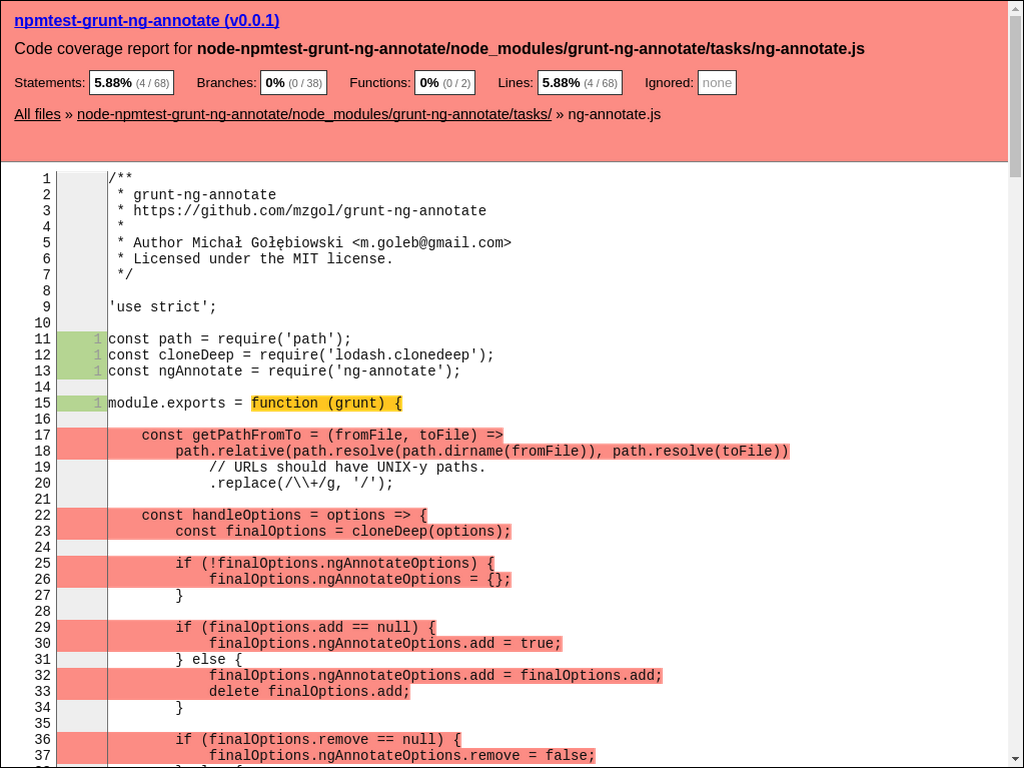 npmtest-grunt-ng-annotate (v0.0.1)
Code coverage report for node-npmtest-grunt-ng-annotate/node_modules/grunt-ng-annotate/tasks/ng-annotate.js
Statements: 5.88% (4 / 68) Branches: 0% (0 / 38) Functions: 0% (0 / 2) Lines: 5.88% (4 / 68) Ignored: none
All files » node-npmtest-grunt-ng-annotate/node_modules/grunt-ng-annotate/tasks/ » ng-annotate.js
1 /**
2  * grunt-ng-annotate
3  * https://github.com/mzgol/grunt-ng-annotate
4  *
5  * Author Michał Gołębiowski <m.goleb@gmail.com>
6  * Licensed under the MIT license.
7  */
8
9 'use strict';
10
11 1 const path = require('path');
12 1 const cloneDeep = require('lodash.clonedeep');
13 1 const ngAnnotate = require('ng-annotate');
14
15 1 module.exports = function (grunt) {
16
17     const getPathFromTo = (fromFile, toFile) =>
18         path.relative(path.resolve(path.dirname(fromFile)), path.resolve(toFile))
19             // URLs should have UNIX-y paths.
20             .replace(/\\+/g, '/');
21
22     const handleOptions = options => {
23         const finalOptions = cloneDeep(options);
24
25         if (!finalOptions.ngAnnotateOptions) {
26             finalOptions.ngAnnotateOptions = {};
27         }
28
29         if (finalOptions.add == null) {
30             finalOptions.ngAnnotateOptions.add = true;
31         } else {
32             finalOptions.ngAnnotateOptions.add = finalOptions.add;
33             delete finalOptions.add;
34         }
35
36         if (finalOptions.remove == null) {
37             finalOptions.ngAnnotateOptions.remove = false;